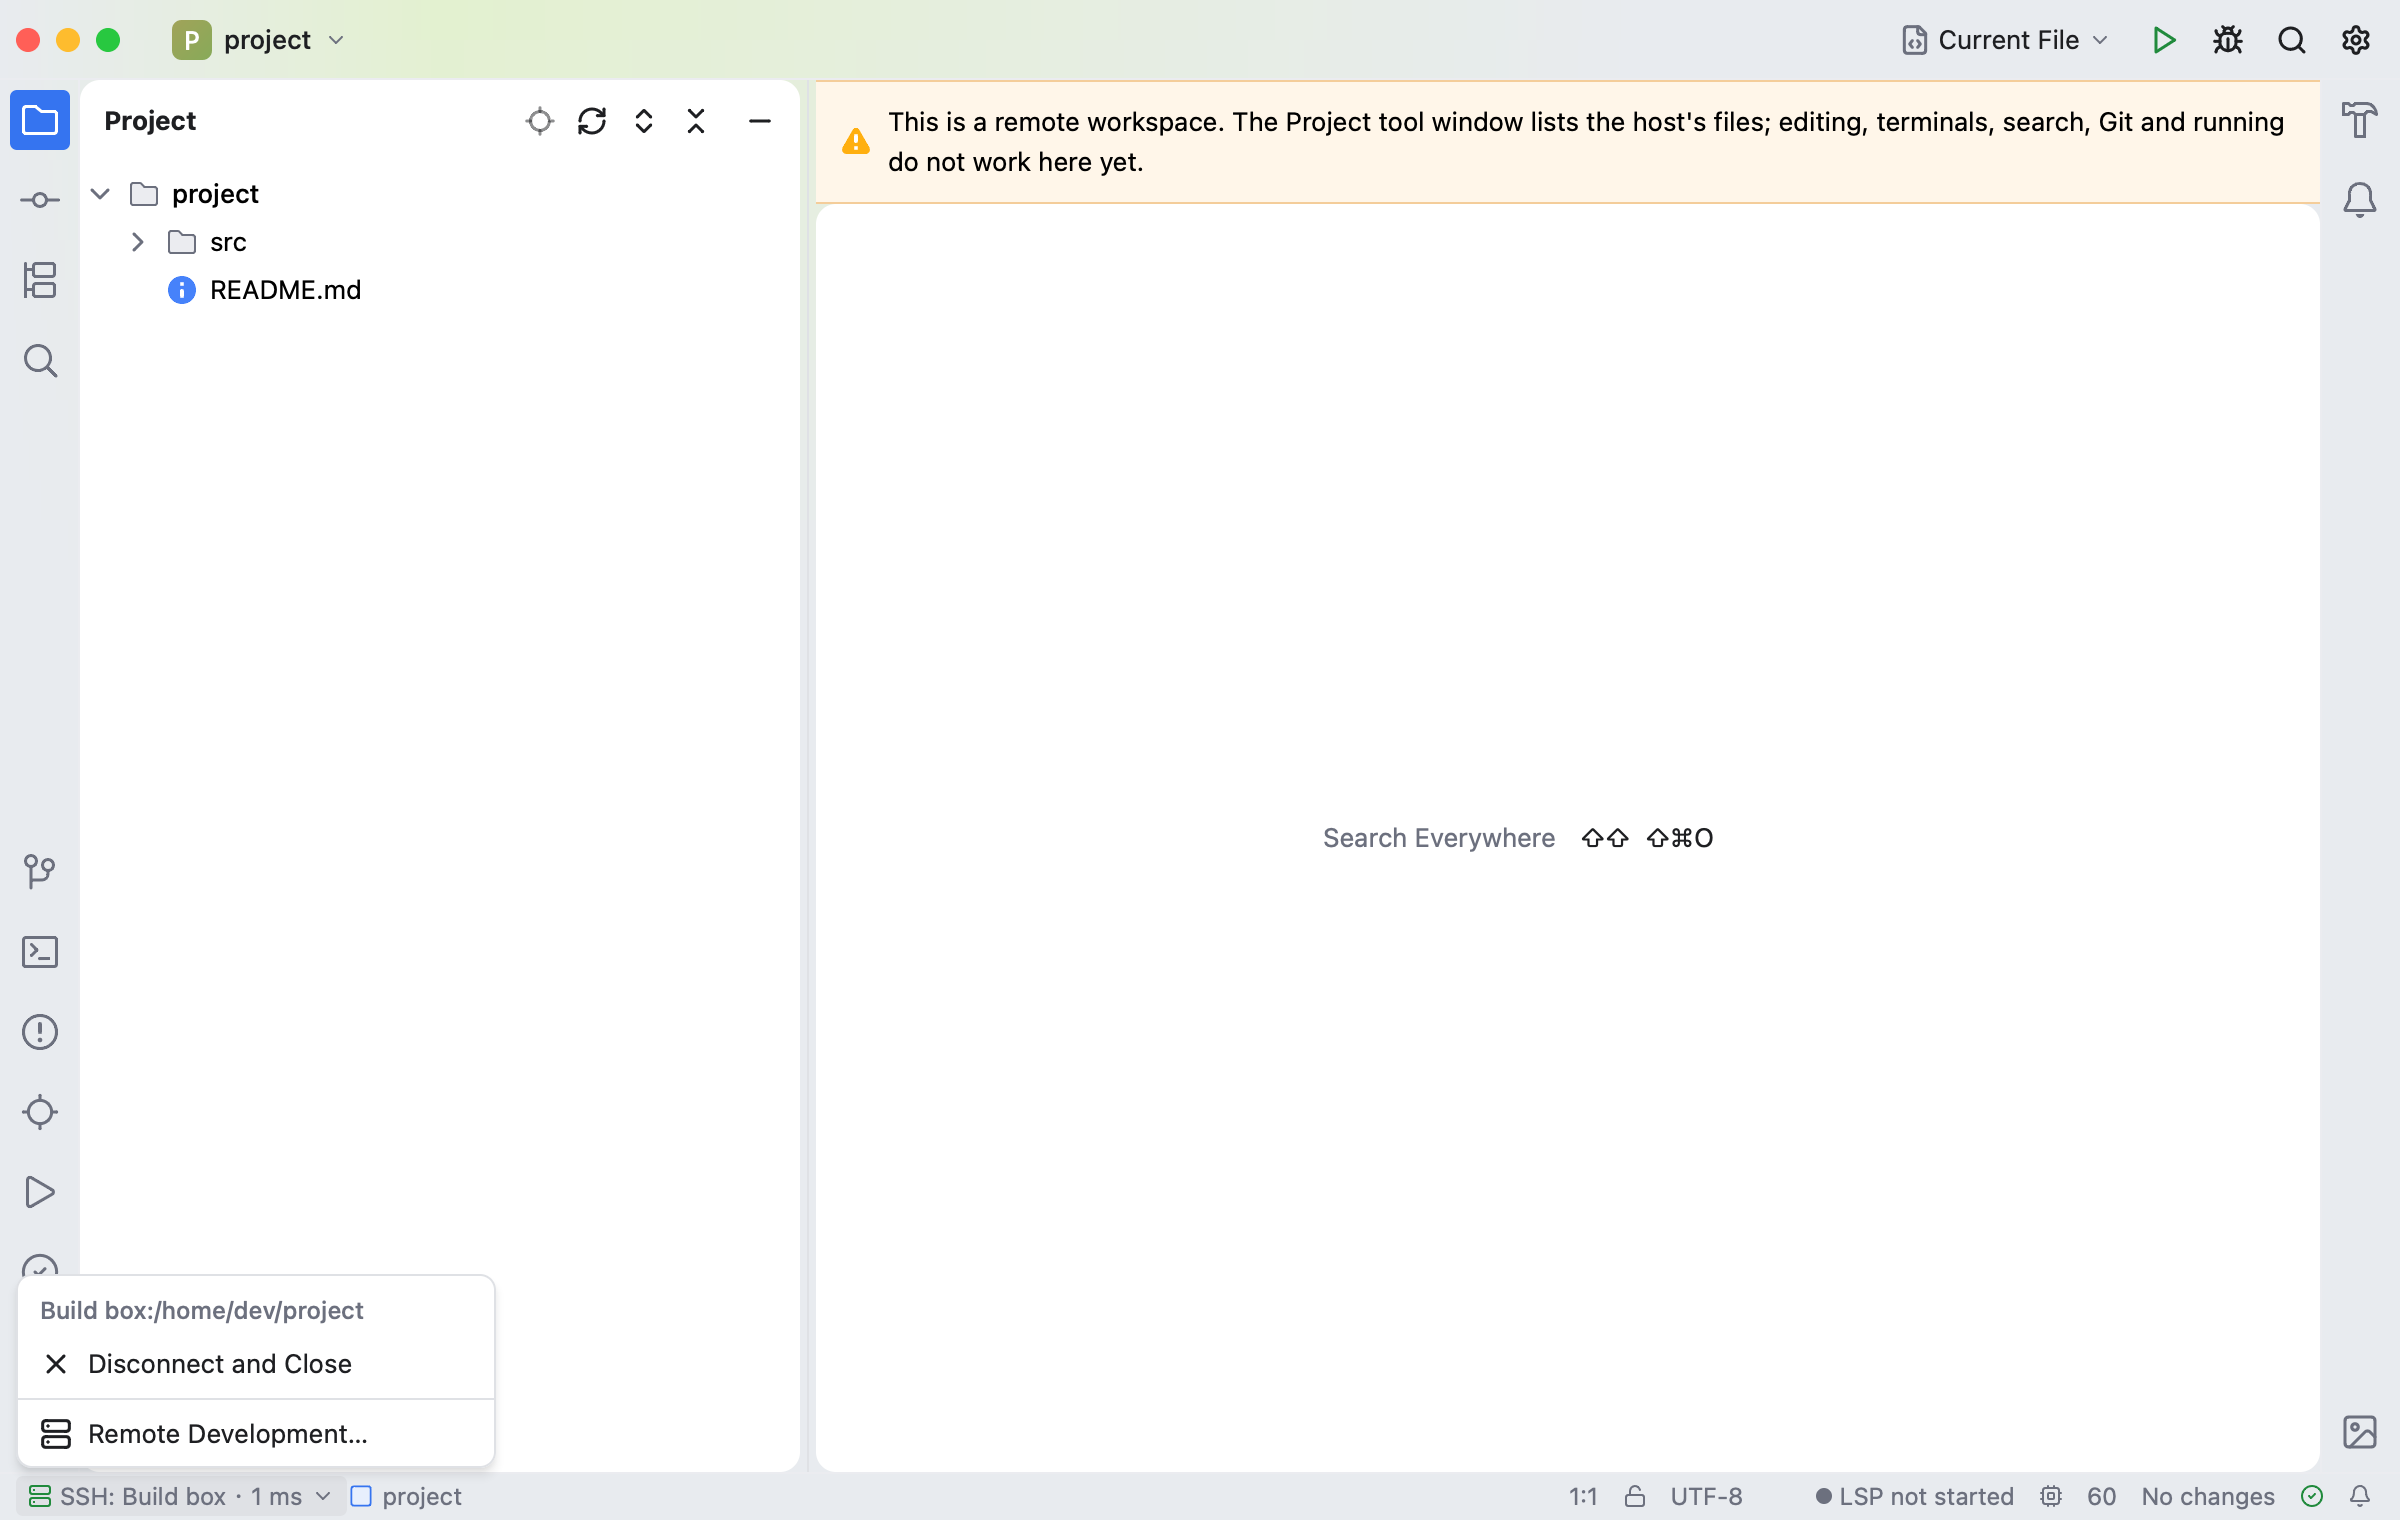 P project
Current File
Project
This is a remote workspace. The Project tool window lists the host's files; editing, terminals, search, Git and running
do not work here yet.
project
src
README.md
Search Everywhere ⇧⇧ ⇧⌘O
Build box:/home/dev/project
Disconnect and Close
Remote Development...
SSH: Build box · 1 ms
project
1:1
UTF-8
LSP not started
60
No changes